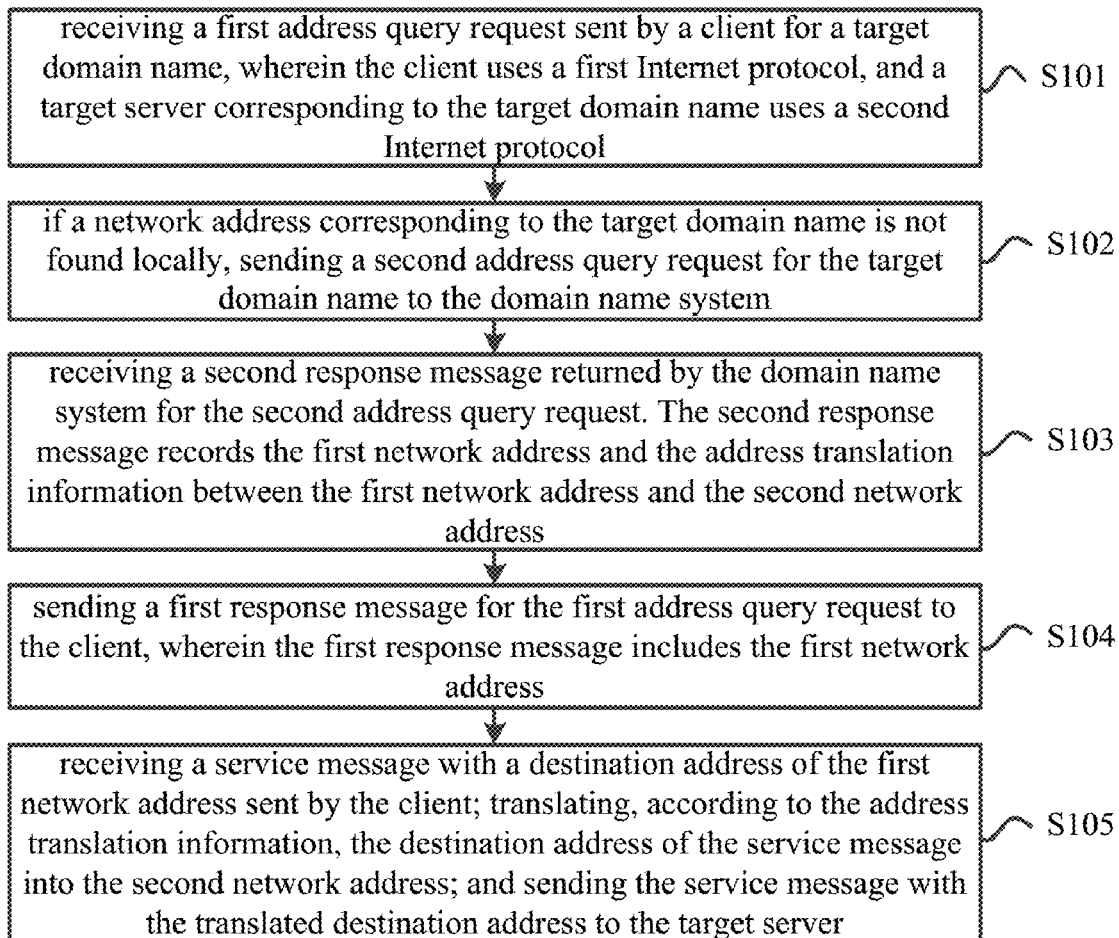 receiving a first address query request sent by a client for a target
domain name, wherein the client uses a first Internet protocol, and a
target server corresponding to the target domain name uses a second
Internet protocol
S101
if a network address corresponding to the target domain name is not
found locally, sending a second address query request for the target
domain name to the domain name system
S102
receiving a second response message returned by the domain name
system for the second address query request. The second response
message records the first network address and the address translation
information between the first network address and the second network
address
S103
sending a first response message for the first address query request to
the client, wherein the first response message includes the first network
address
S104
receiving a service message with a destination address of the first
network address sent by the client; translating, according to the address
translation information, the destination address of the service message
into the second network address; and sending the service message with
the translated destination address to the target server
S105